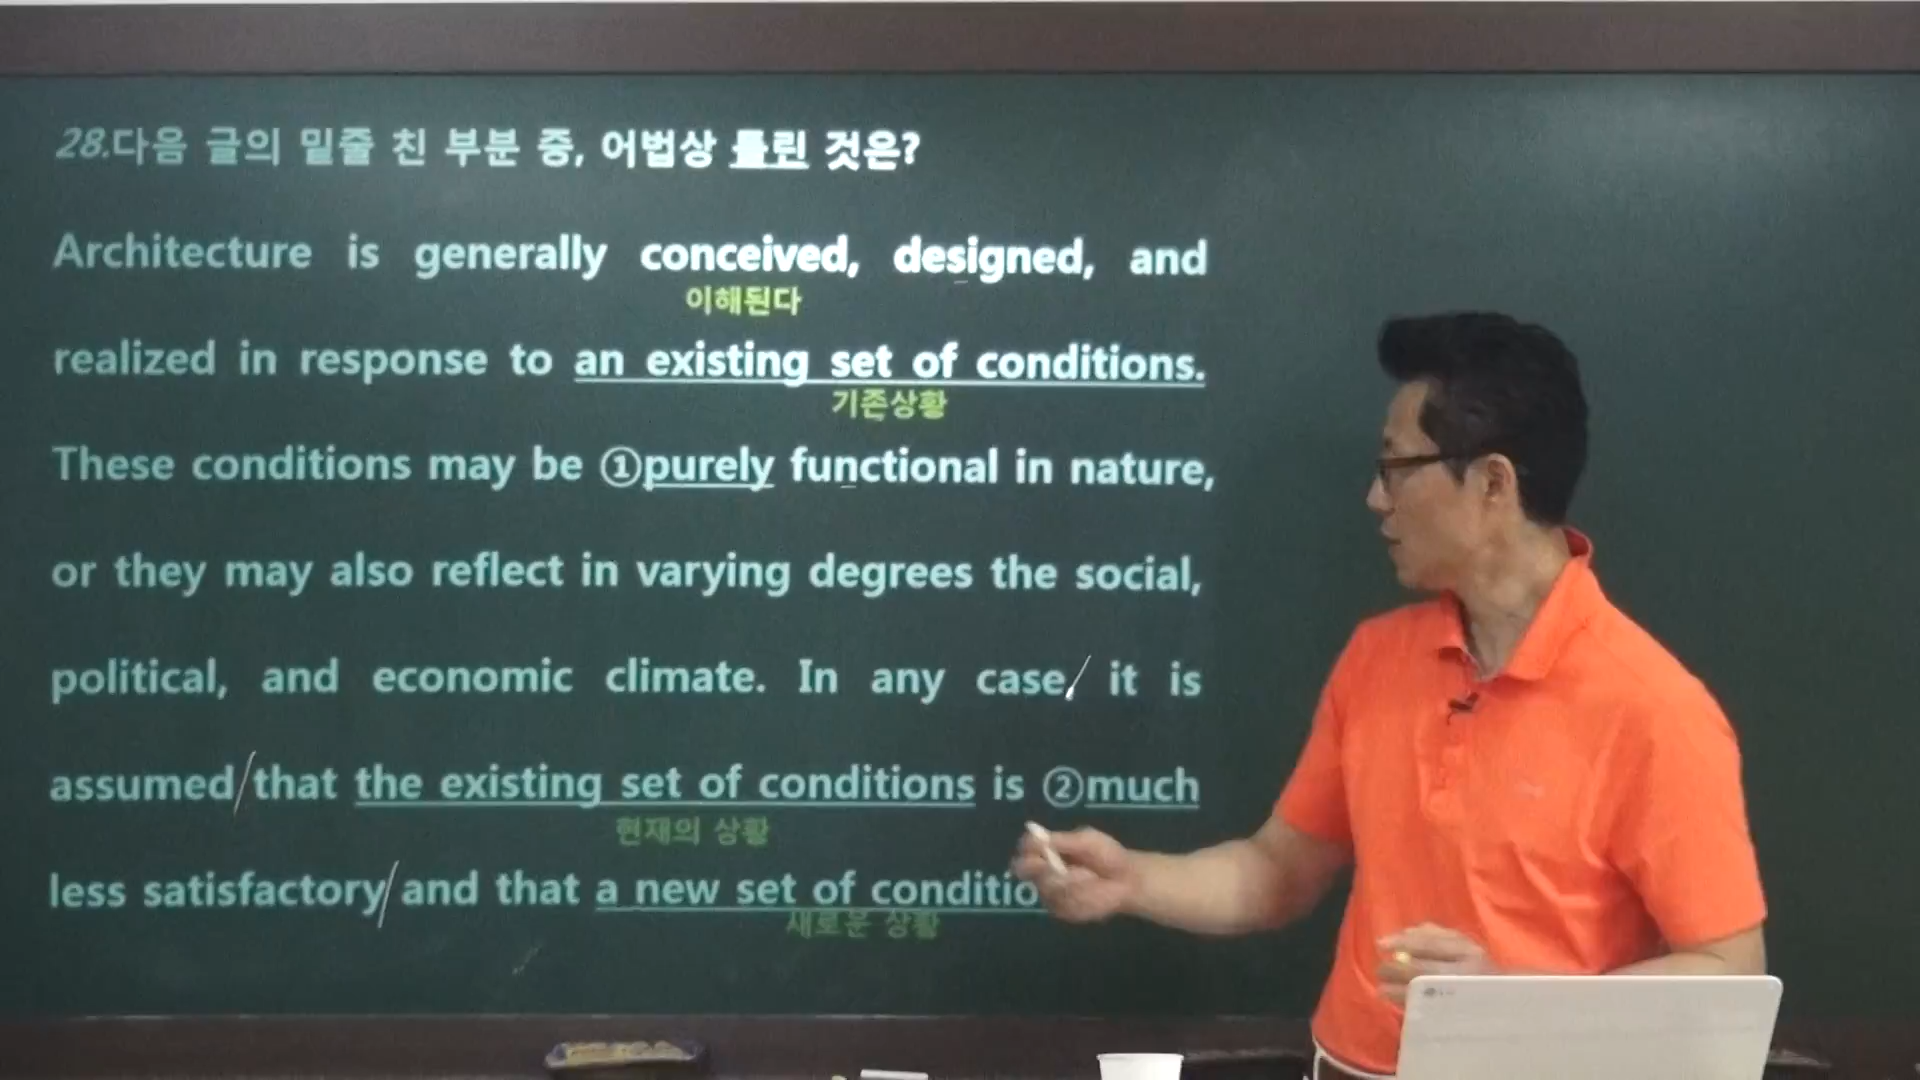 28.다음 글의 밑줄 친 부분 중, 어법상 틀린 것은?
Architecture is generally conceived, designed, and
이해된다
realized in response to an existing set of conditions.
기존상황
These conditions may be ①purely functional in nature,
or they may also reflect in varying degrees the social,
political, and economic climate. In any case, it is
assumed that the existing set of conditions is ②much
현재의 상황
less satisfactory and that a new set of conditio
새로운 상황